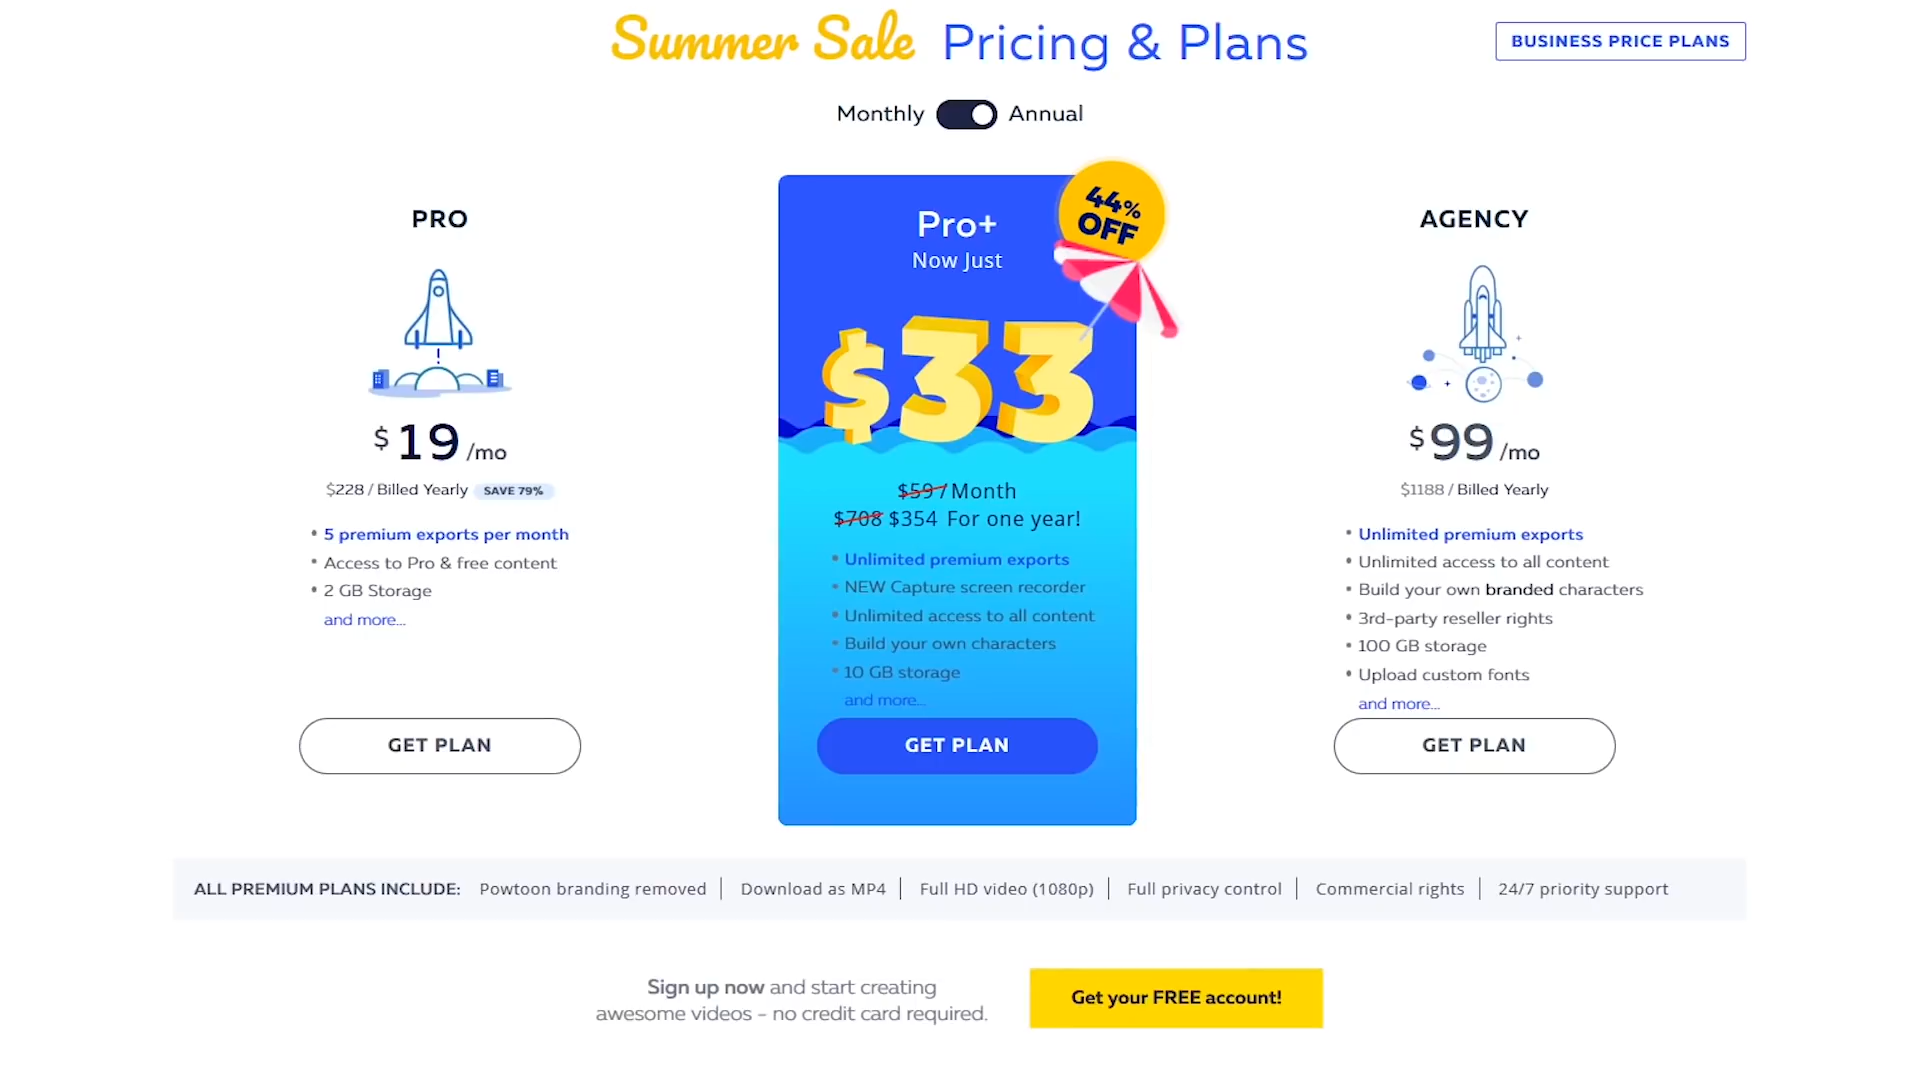 Summer Sale Pricing & Plans
BUSINESS PRICE PLANS
Monthly Annual
PRO
$ 19 /mo
$228 / Billed Yearly SAVE 79%
• 5 premium exports per month
• Access to Pro & free content
• 2 GB Storage
and more...
GET PLAN
44%
OFF
Pro+
Now Just
$33
$59 / Month
$708 $354 For one year!
• Unlimited premium exports
• NEW Capture screen recorder
• Unlimited access to all content
• Build your own characters
• 10 GB storage
and more...
GET PLAN
AGENCY
$ 99 /mo
$1188 / Billed Yearly
• Unlimited premium exports
• Unlimited access to all content
• Build your own branded characters
• 3rd-party reseller rights
• 100 GB storage
• Upload custom fonts
and more...
GET PLAN
ALL PREMIUM PLANS INCLUDE: Powtoon branding removed | Download as MP4 | Full HD video (1080p) | Full privacy control | Commercial rights | 24/7 priority support
Sign up now and start creating
awesome videos - no credit card required.
Get your FREE account!